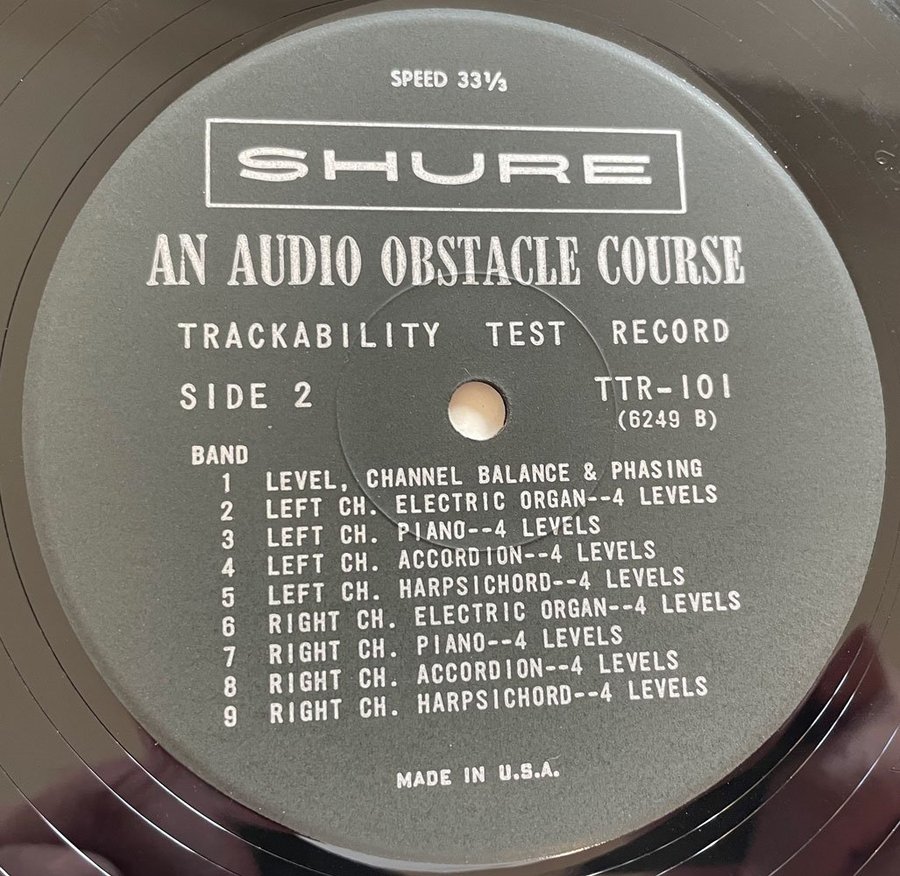 SPEED 33⅓
SHURE
AN AUDIO OBSTACLE COURSE
TRACKABILITY TEST RECORD
SIDE 2 TTR-101
(6249 B)
BAND
1 LEVEL, CHANNEL BALANCE & PHASING
2 LEFT CH. ELECTRIC ORGAN--4 LEVELS
3 LEFT CH. PIANO--4 LEVELS
4 LEFT CH. ACCORDION--4 LEVELS
5 LEFT CH. HARPSICHORD--4 LEVELS
6 RIGHT CH. ELECTRIC ORGAN--4 LEVELS
7 RIGHT CH. PIANO--4 LEVELS
8 RIGHT CH. ACCORDION--4 LEVELS
9 RIGHT CH. HARPSICHORD--4 LEVELS
MADE IN U.S.A.